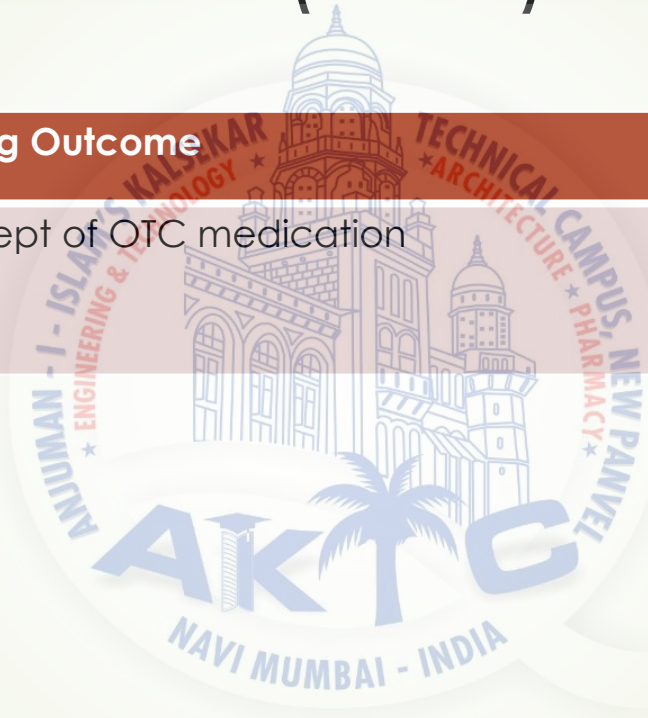 g Outcome
ept of OTC medication
ANJUMAN - I - ISLAM'S KALSEKAR TECHNICAL CAMPUS, NEW PANVEL
★ ENGINEERING & TECHNOLOGY ★ ★ ARCHITECTURE ★ PHARMACY ★
AKTC
NAVI MUMBAI - INDIA